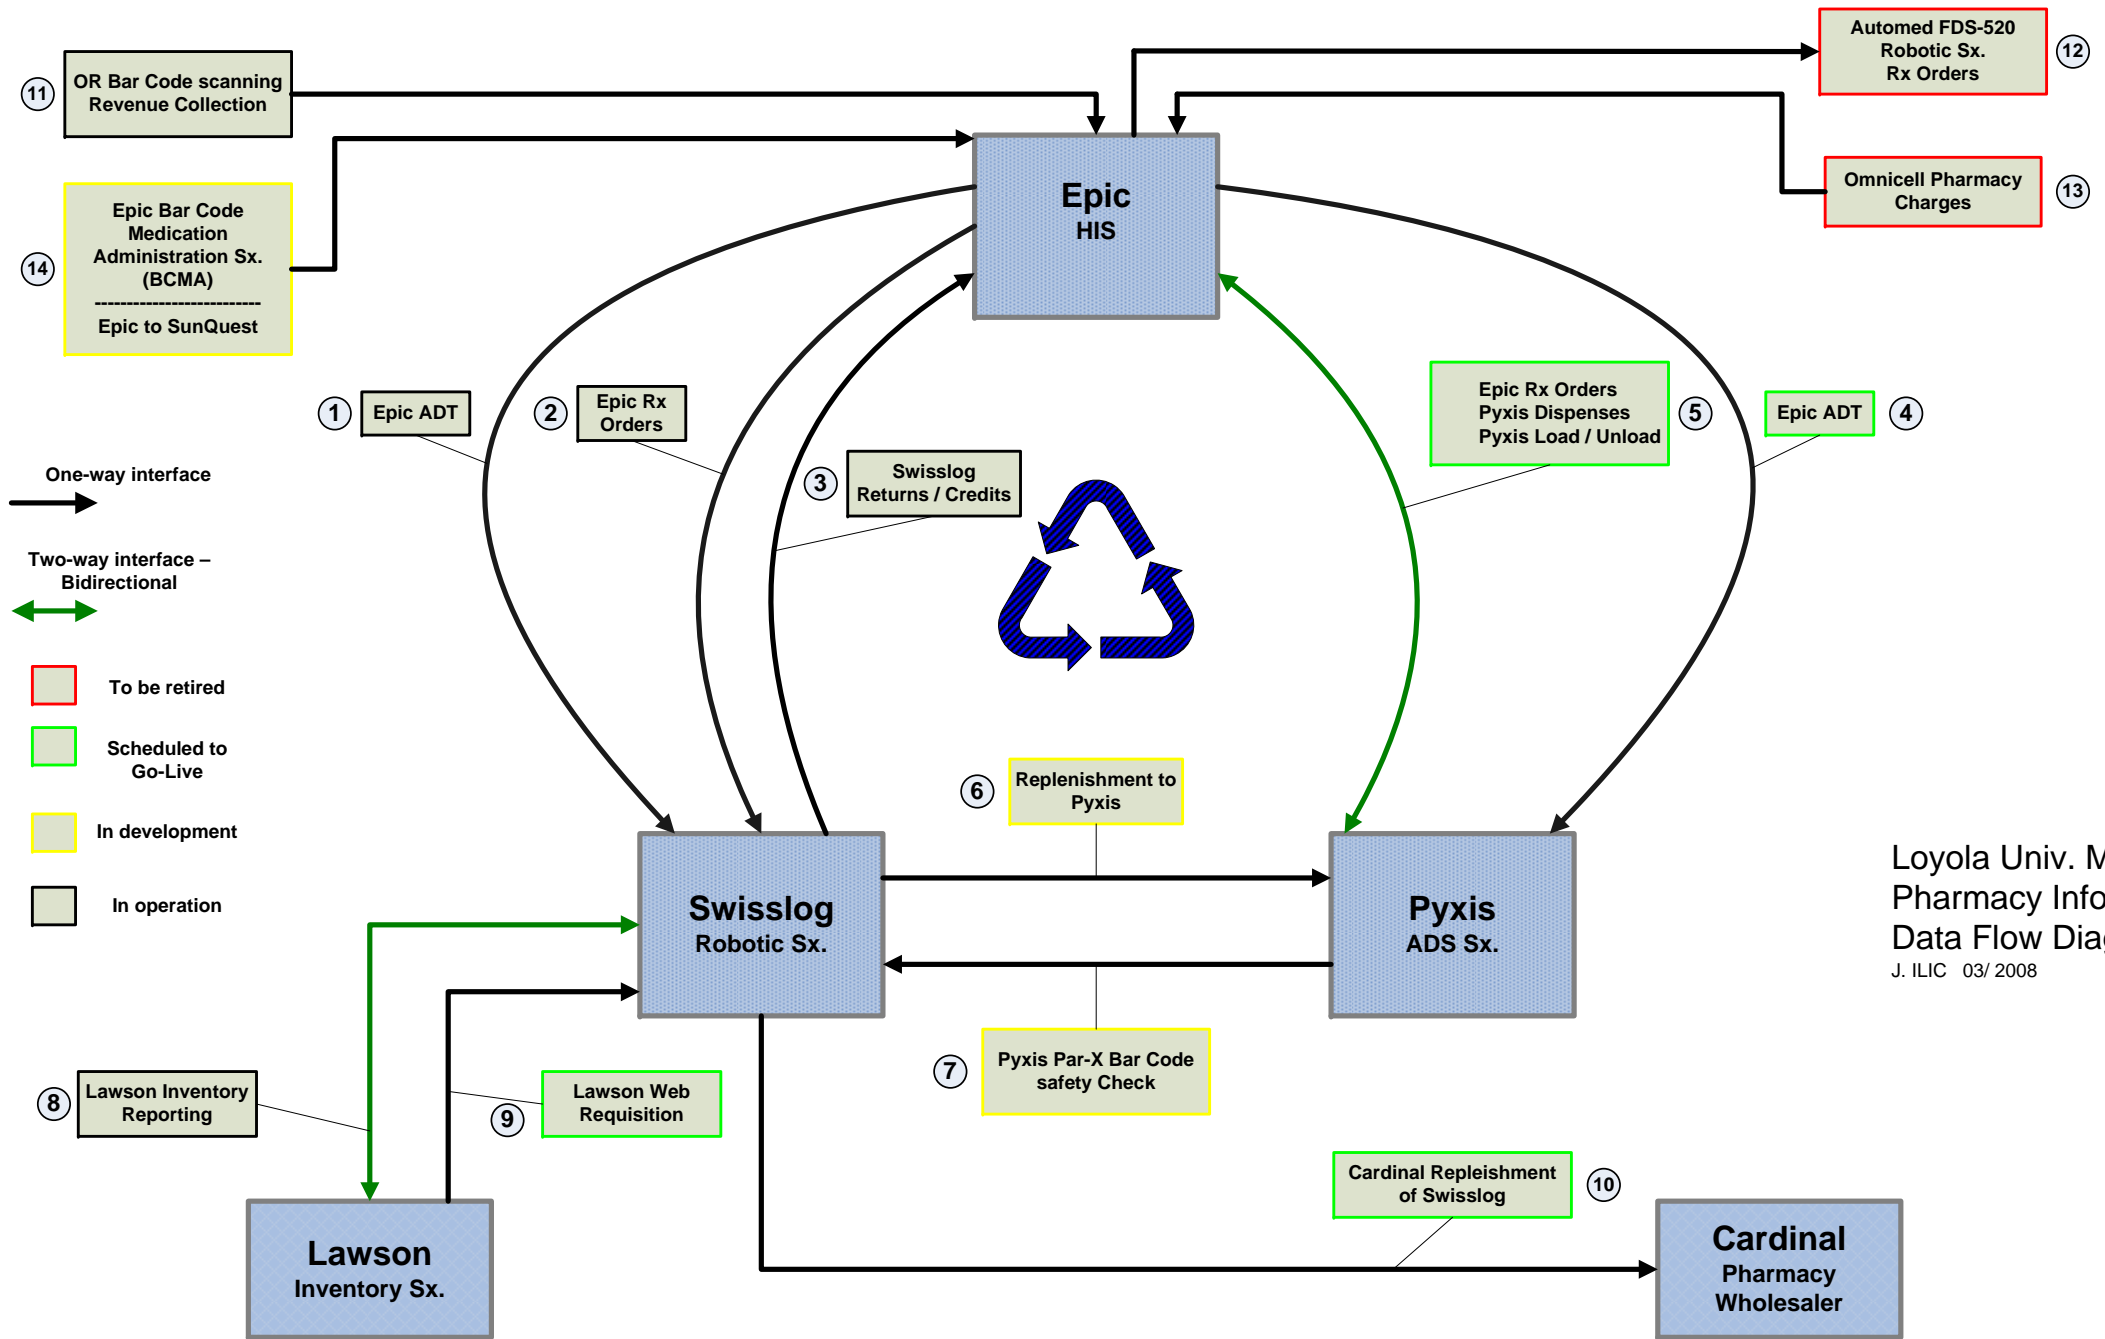 11
OR Bar Code scanning
Revenue Collection
Automed FDS-520
Robotic Sx.
Rx Orders
12
14
Epic Bar Code
Medication
Administration Sx.
(BCMA)
--------------------------
Epic to SunQuest
Epic
HIS
Omnicell Pharmacy
Charges
13
1
Epic ADT
2
Epic Rx
Orders
3
Swisslog
Returns / Credits
Epic Rx Orders
Pyxis Dispenses
Pyxis Load / Unload
5
Epic ADT
4
One-way interface
Two-way interface –
Bidirectional
To be retired
Scheduled to
Go-Live
In development
In operation
6
Replenishment to
Pyxis
Swisslog
Robotic Sx.
Pyxis
ADS Sx.
Loyola Univ.
Pharmacy
Data Flow
J. ILIC 03/ 2008
7
Pyxis Par-X Bar Code
safety Check
8
Lawson Inventory
Reporting
9
Lawson Web
Requisition
Cardinal Repleishment
of Swisslog
10
Lawson
Inventory Sx.
Cardinal
Pharmacy
Wholesaler